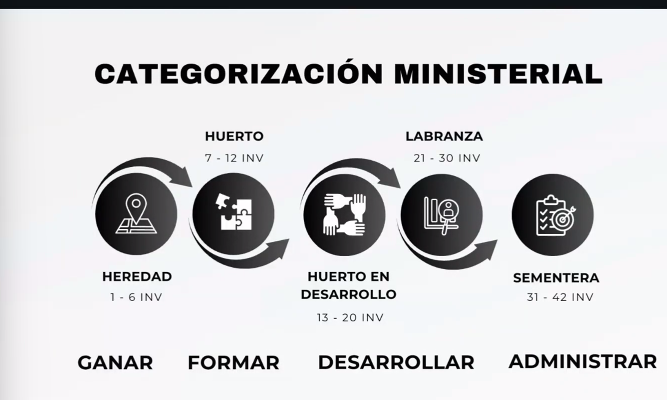 CATEGORIZACIÓN MINISTERIAL
HUERTO
7 - 12 INV
LABRANZA
21 - 30 INV
HEREDAD
1 - 6 INV
HUERTO EN
DESARROLLO
13 - 20 INV
SEMENTERA
31 - 42 INV
GANAR FORMAR DESARROLLAR ADMINISTRAR